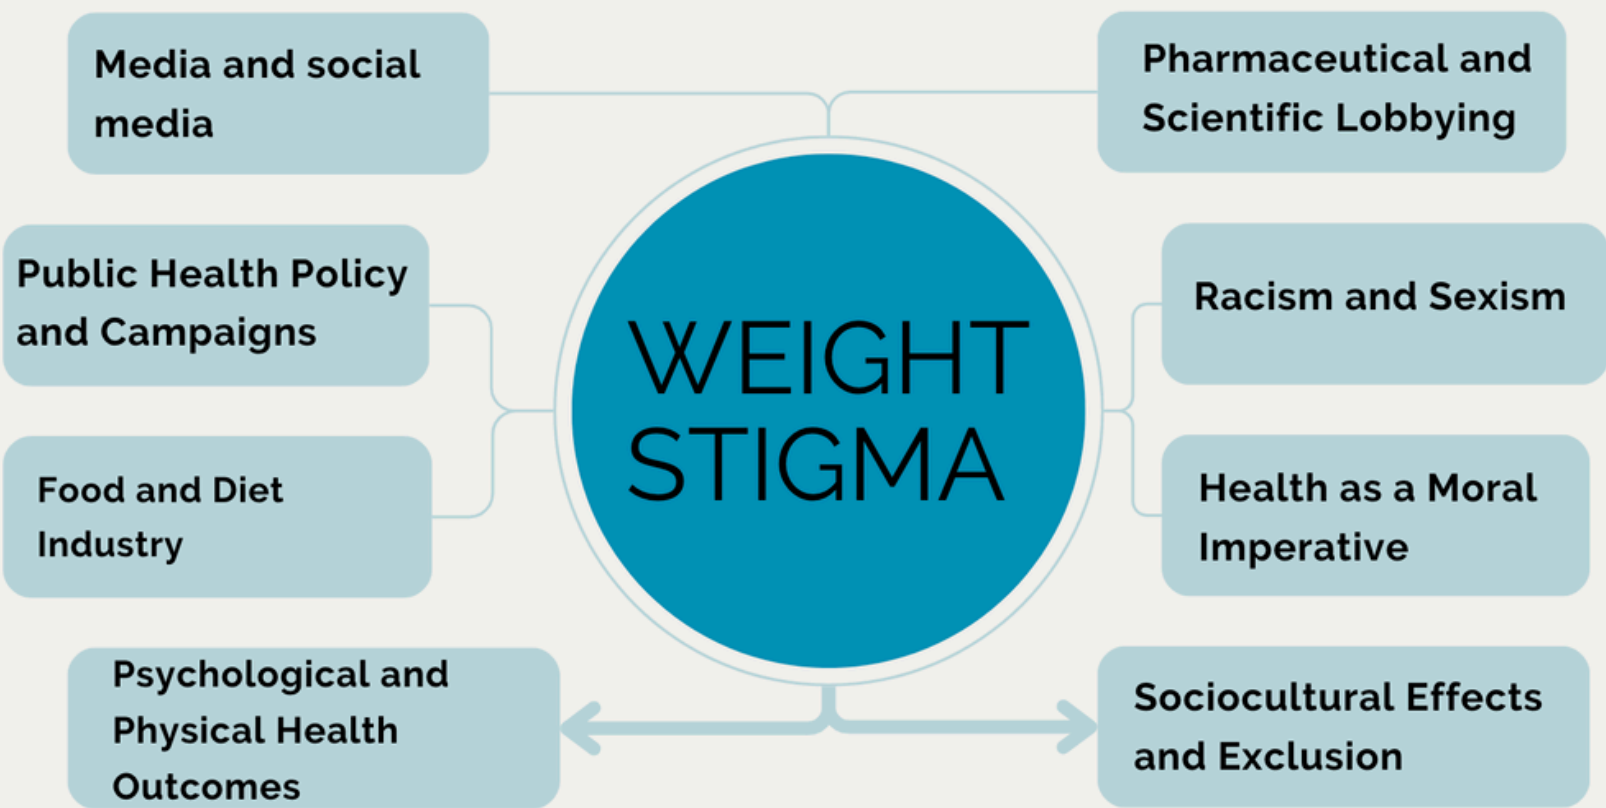 Media and social
media
Pharmaceutical and
Scientific Lobbying
Public Health Policy
and Campaigns
Racism and Sexism
WEIGHT
STIGMA
Food and Diet
Industry
Health as a Moral
Imperative
Psychological and
Physical Health
Outcomes
Sociocultural Effects
and Exclusion